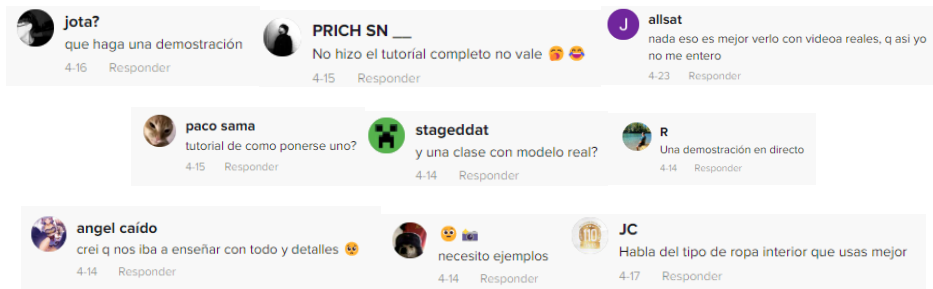 jota?
que haga una demostración
4-16 Responder
PRICH SN __
No hizo el tutoríal completo no vale 🥱 😂
4-15 Responder
J
allsat
nada eso es mejor verlo con videoa reales, q asi yo
no me entero
4-23 Responder
paco sama
tutorial de como ponerse uno?
4-15 Responder
stageddat
y una clase con modelo real?
4-14 Responder
R
Una demostración en directo
4-14 Responder
angel caído
crei q nos iba a enseñar con todo y detalles 🥺
4-14 Responder
🥺 📸
necesito ejemplos
4-14 Responder
JC
Habla del tipo de ropa interior que usas mejor
4-17 Responder